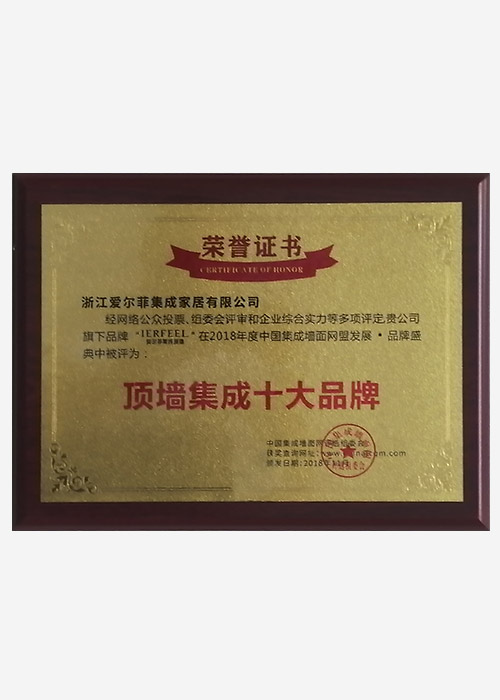 荣誉证书
CERTIFICATE OF HONOR
浙江爱尔菲集成家居有限公司
经网络公众投票、组委会评审和企业综合实力等多项评定,贵公司
旗下品牌 "IERFEEL" 在2018年度中国集成墙面网盟发展·品牌盛
典中被评为：
顶墙集成十大品牌
中国集成墙面网
获奖查询网址：www.
颁发日期：2018年